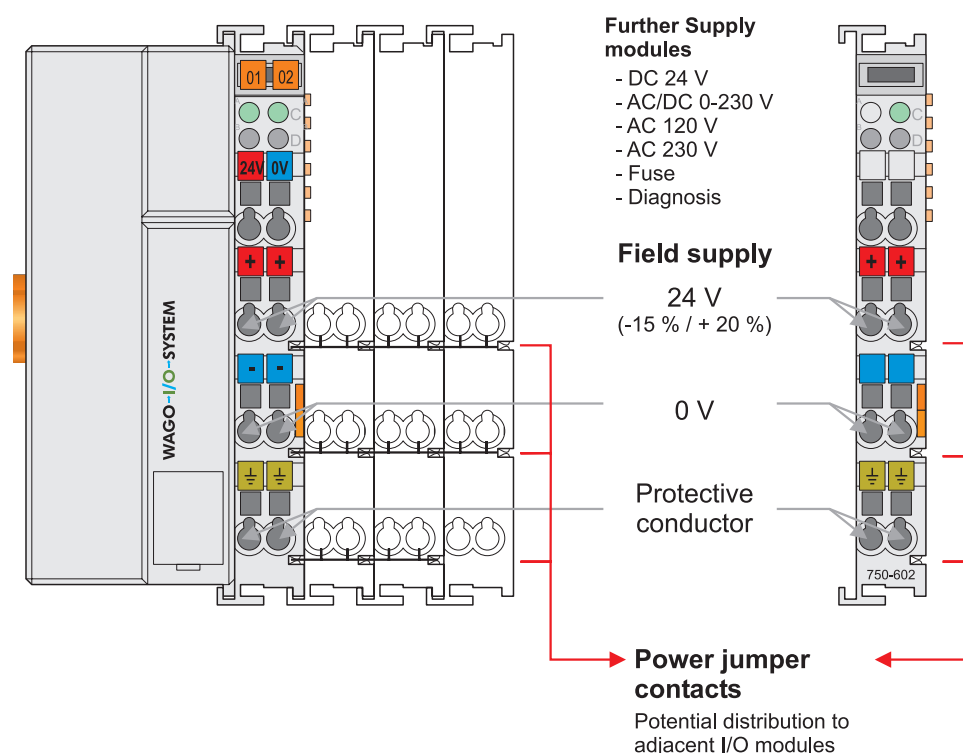 Further Supply
modules
- DC 24 V
- AC/DC 0-230 V
- AC 120 V
- AC 230 V
- Fuse
- Diagnosis
Field supply
24 V
(-15 % / + 20 %)
0 V
Protective
conductor
Power jumper
contacts
Potential distribution to
adjacent I/O modules
WAGO-I/O-SYSTEM
01 02
A C
B D
24V 0V
+ +
- -
C
D
+ +
750-602